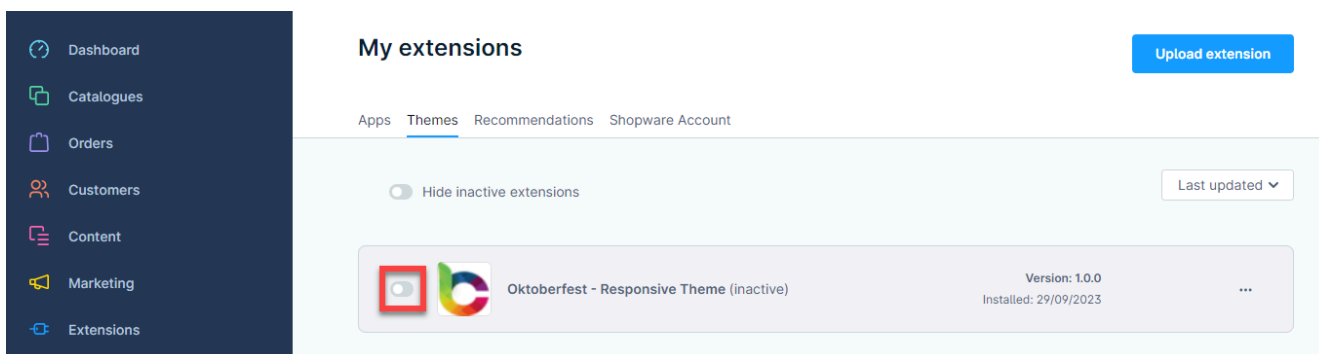 Dashboard
Catalogues
Orders
Customers
Content
Marketing
Extensions
My extensions
Upload extension
Apps Themes Recommendations Shopware Account
Hide inactive extensions
Last updated
Oktoberfest - Responsive Theme (inactive)
Version: 1.0.0
Installed: 29/09/2023